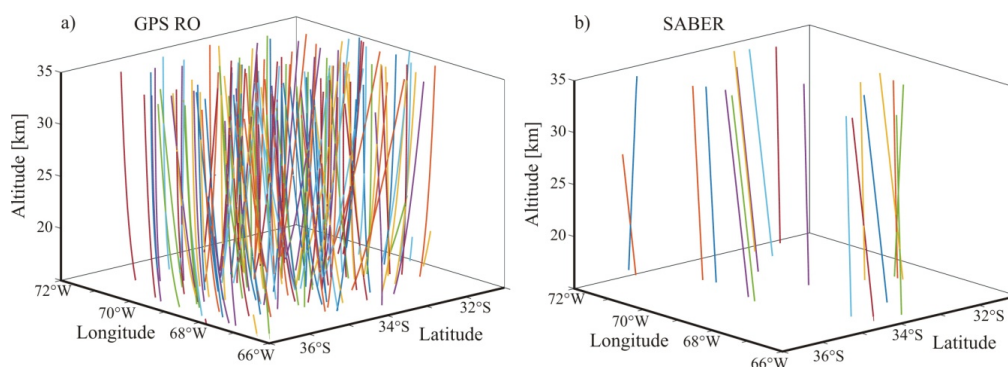 a) GPS RO
35
30
25
20
Altitude [km]
72°W
70°W
68°W
66°W
Longitude
36°S
34°S
32°S
Latitude
b) SABER
35
30
25
20
Altitude [km]
72°W
70°W
68°W
66°W
Longitude
36°S
34°S
32°S
Latitude